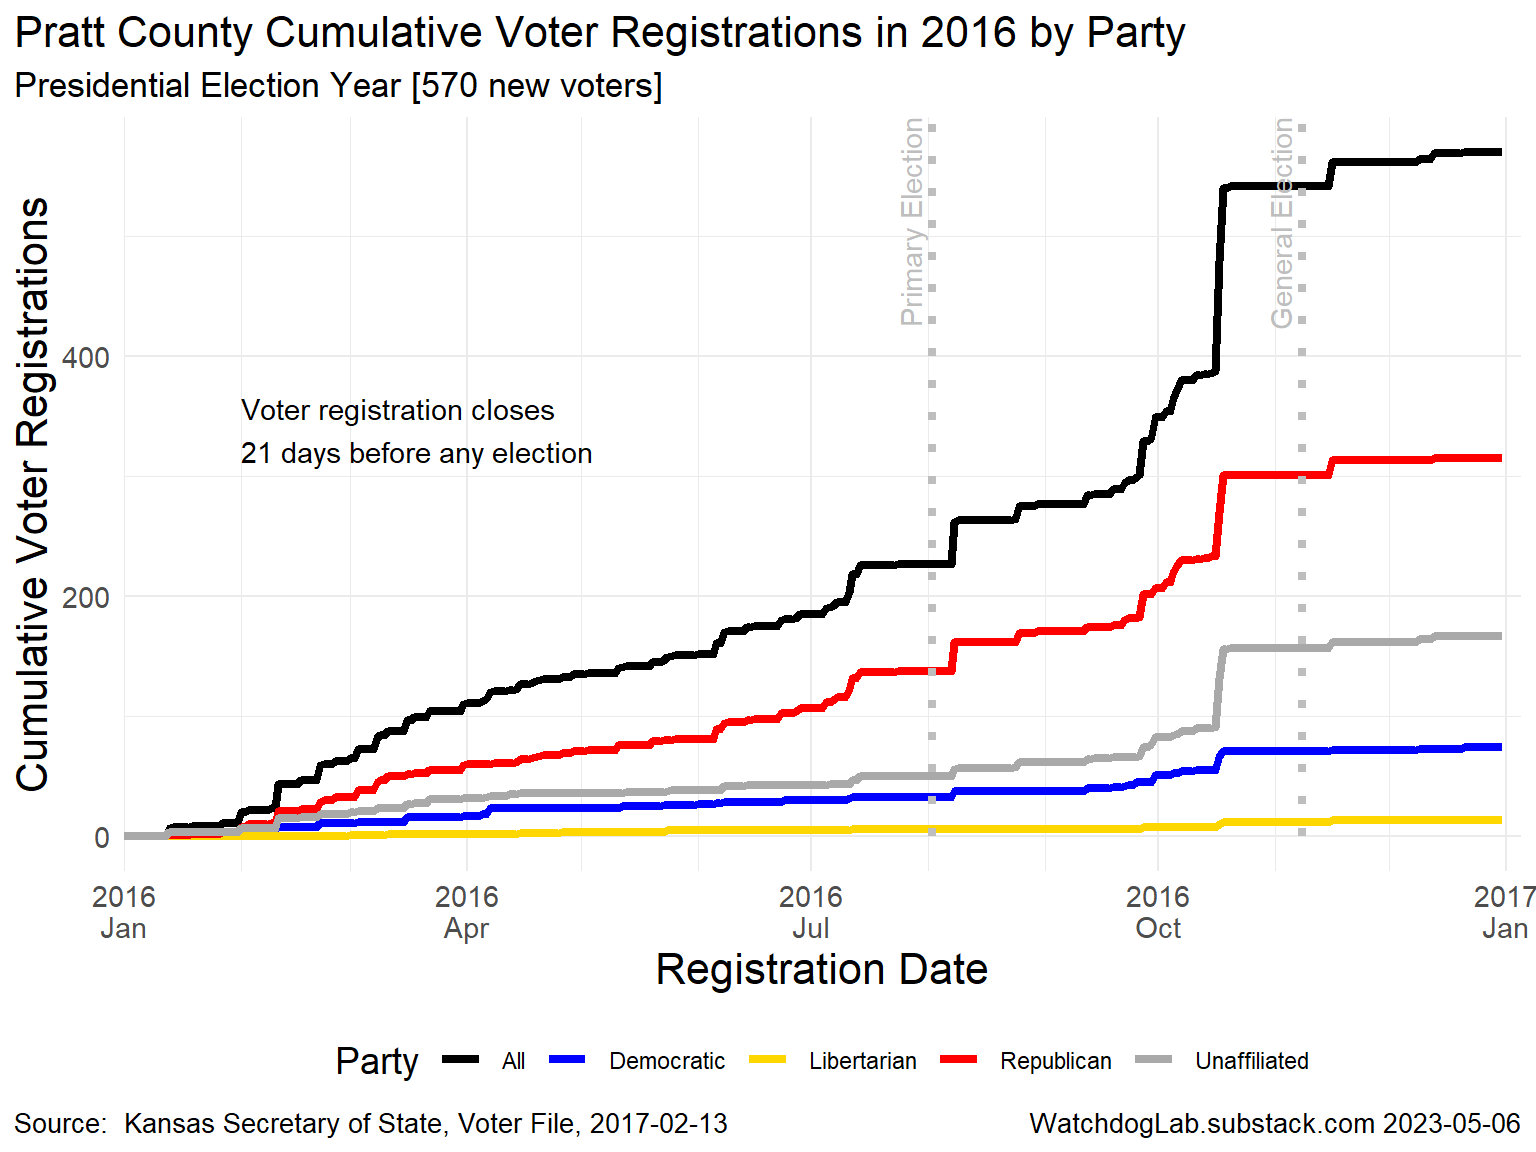 Pratt County Cumulative Voter Registrations in 2016 by Party
Presidential Election Year [570 new voters]
Cumulative Voter Registrations
400
200
0
Primary Election
General Election
Voter registration closes
21 days before any election
2016
Jan
2016
Apr
2016
Jul
2016
Oct
2017
Jan
Registration Date
Party All Democratic Libertarian Republican Unaffiliated
Source:  Kansas Secretary of State, Voter File, 2017-02-13
WatchdogLab.substack.com 2023-05-06